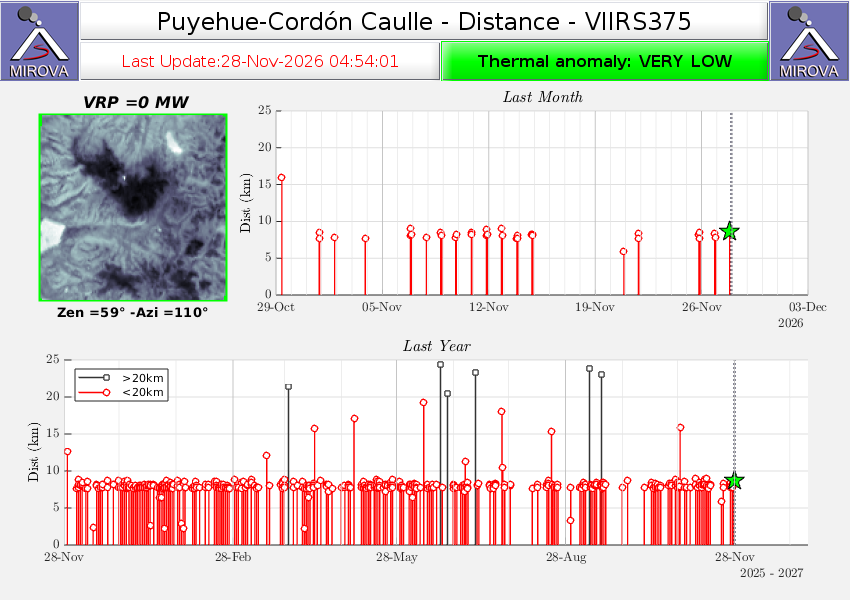 Puyehue-Cordón Caulle - Distance - VIIRS375
MIROVA
Last Update:28-Nov-2026 04:54:01
Thermal anomaly: VERY LOW
MIROVA
VRP =0 MW
Zen =59° -Azi =110°
Last Month
Dist (km)
25
20
15
10
5
0
29-Oct
05-Nov
12-Nov
19-Nov
26-Nov
03-Dec
2026
Last Year
Dist (km)
25
20
15
10
5
0
>20km
<20km
28-Nov
28-Feb
28-May
28-Aug
28-Nov
2025 - 2027